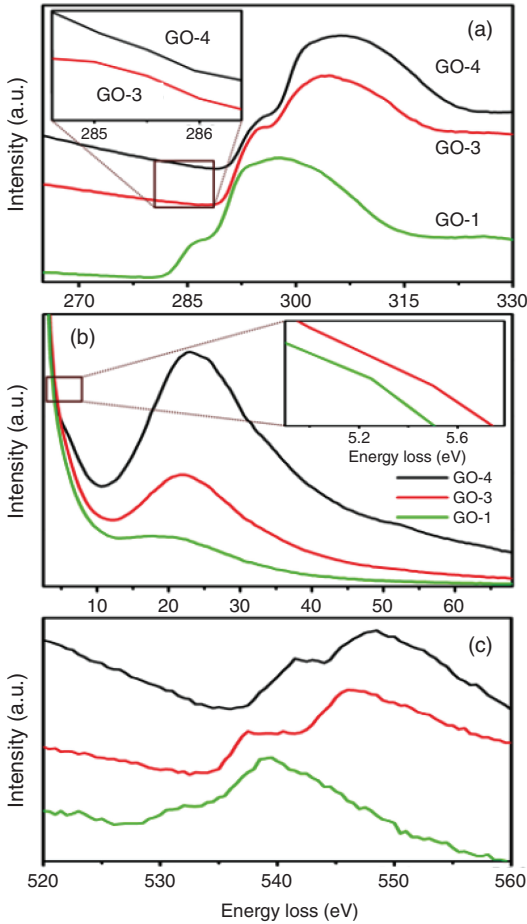 (a)
GO-4
GO-3
285 286
GO-4
GO-3
GO-1
Intensity (a.u.)
270 285 300 315 330
(b)
5.2 5.6
Energy loss (eV)
GO-4
GO-3
GO-1
Intensity (a.u.)
10 20 30 40 50 60
(c)
Intensity (a.u.)
520 530 540 550 560
Energy loss (eV)